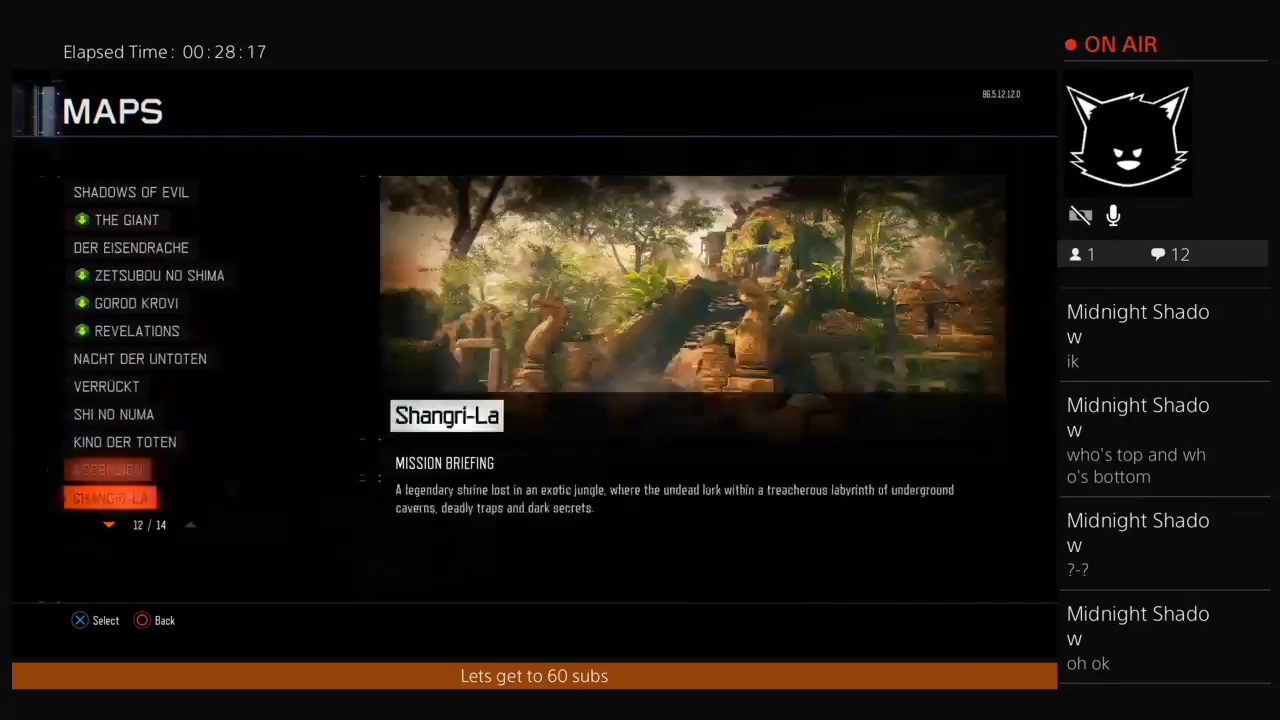 Elapsed Time: 00:28:17
ON AIR
MAPS
86.5.12.12.0
SHADOWS OF EVIL
THE GIANT
DER EISENDRACHE
ZETSUBOU NO SHIMA
GOROD KROVI
REVELATIONS
NACHT DER UNTOTEN
VERRÜCKT
SHI NO NUMA
KINO DER TOTEN
ASCENSION
SHANGRI-LA
12 / 14
Shangri-La
MISSION BRIEFING
A legendary shrine lost in an exotic jungle, where the undead lurk within a treacherous labyrinth of underground
caverns, deadly traps and dark secrets.
Select
Back
Lets get to 60 subs
1
12
Midnight Shado
w
ik
Midnight Shado
w
who's top and wh
o's bottom
Midnight Shado
w
?-?
Midnight Shado
w
oh ok